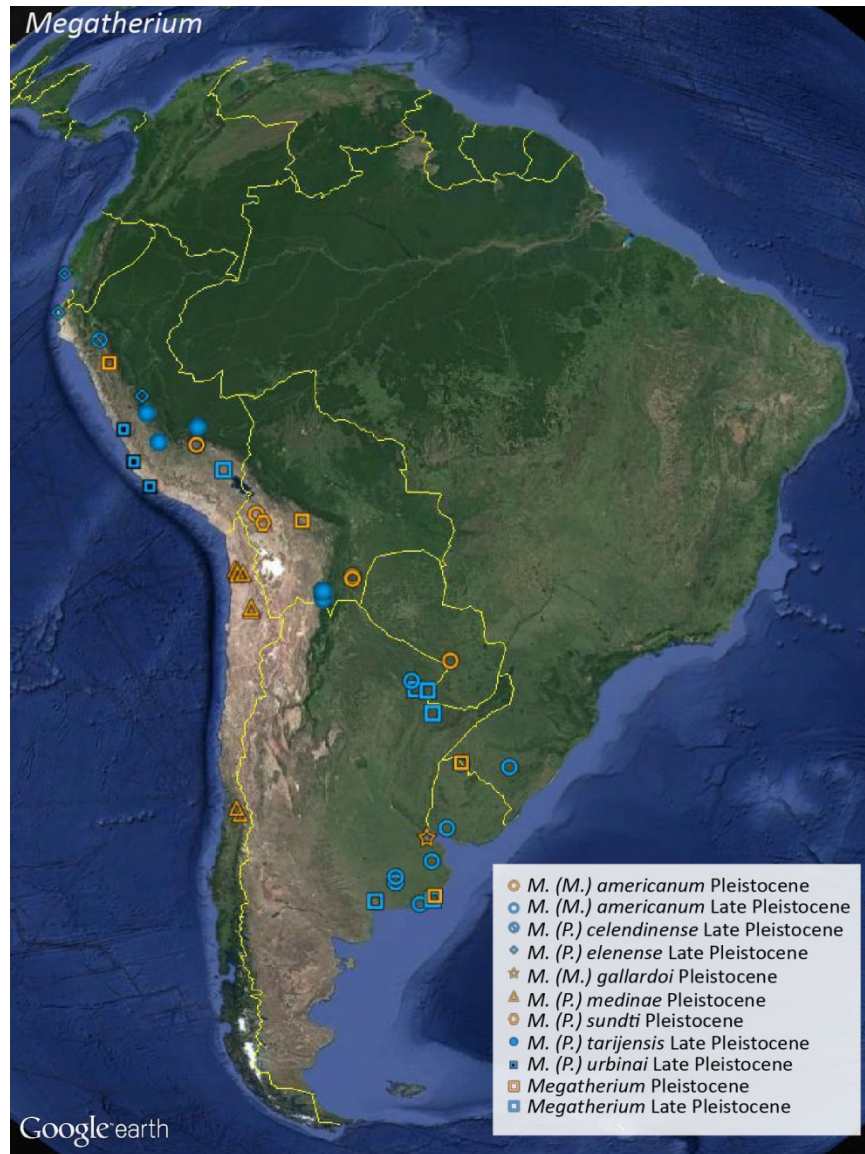 Megatherium
M. (M.) americanum Pleistocene
M. (M.) americanum Late Pleistocene
M. (P.) celendinense Late Pleistocene
M. (P.) elenense Late Pleistocene
M. (M.) gallardoi Pleistocene
M. (P.) medinae Pleistocene
M. (P.) sundti Pleistocene
M. (P.) tarijensis Late Pleistocene
M. (P.) urbinai Late Pleistocene
Megatherium Pleistocene
Megatherium Late Pleistocene
Google earth